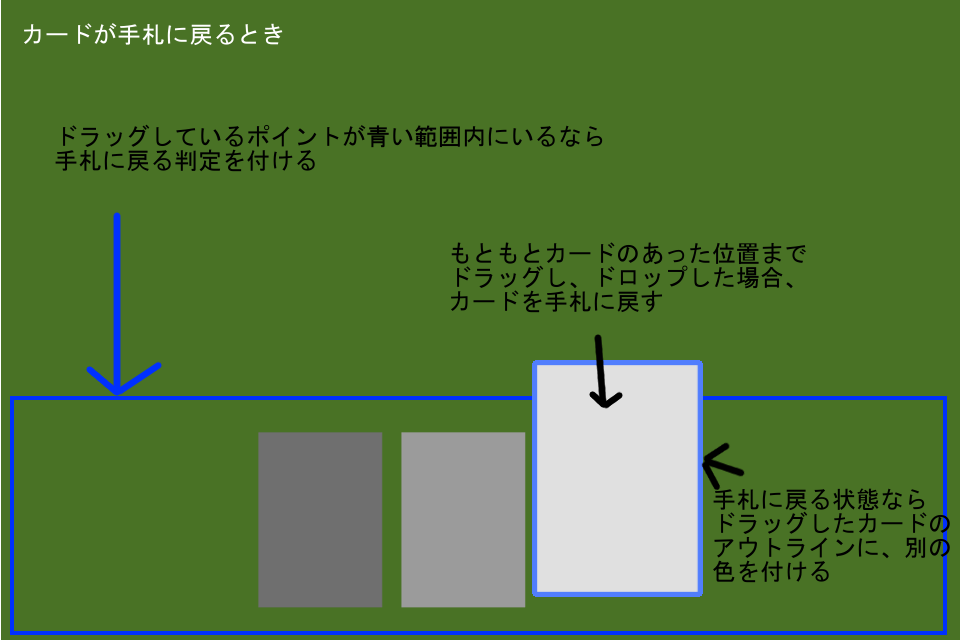 カードが手札に戻るとき
ドラッグしているポイントが青い範囲内にいるなら
手札に戻る判定を付ける
もともとカードのあった位置まで
ドラッグし、ドロップした場合、
カードを手札に戻す
手札に戻る状態なら
ドラッグしたカードの
アウトラインに、別の
色を付ける